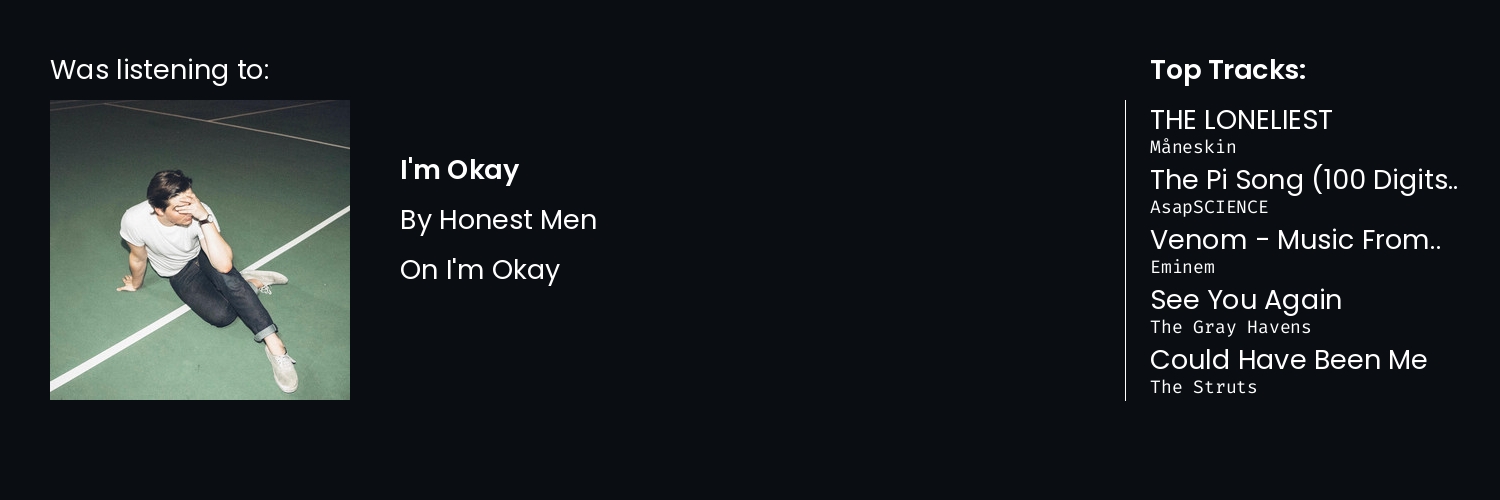 Was listening to:
I'm Okay
By Honest Men
On I'm Okay
Top Tracks:
THE LONELIEST
Måneskin
The Pi Song (100 Digits..
AsapSCIENCE
Venom - Music From..
Eminem
See You Again
The Gray Havens
Could Have Been Me
The Struts